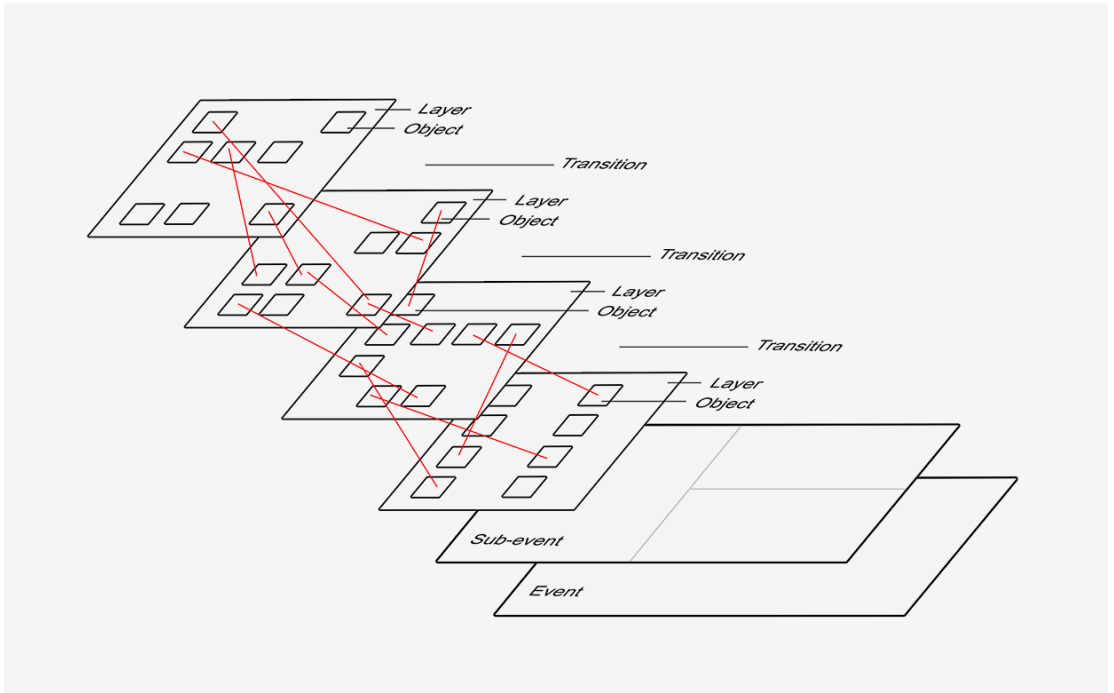 Layer
Object
Transition
Layer
Object
Transition
Layer
Object
Transition
Layer
Object
Sub-event
Event